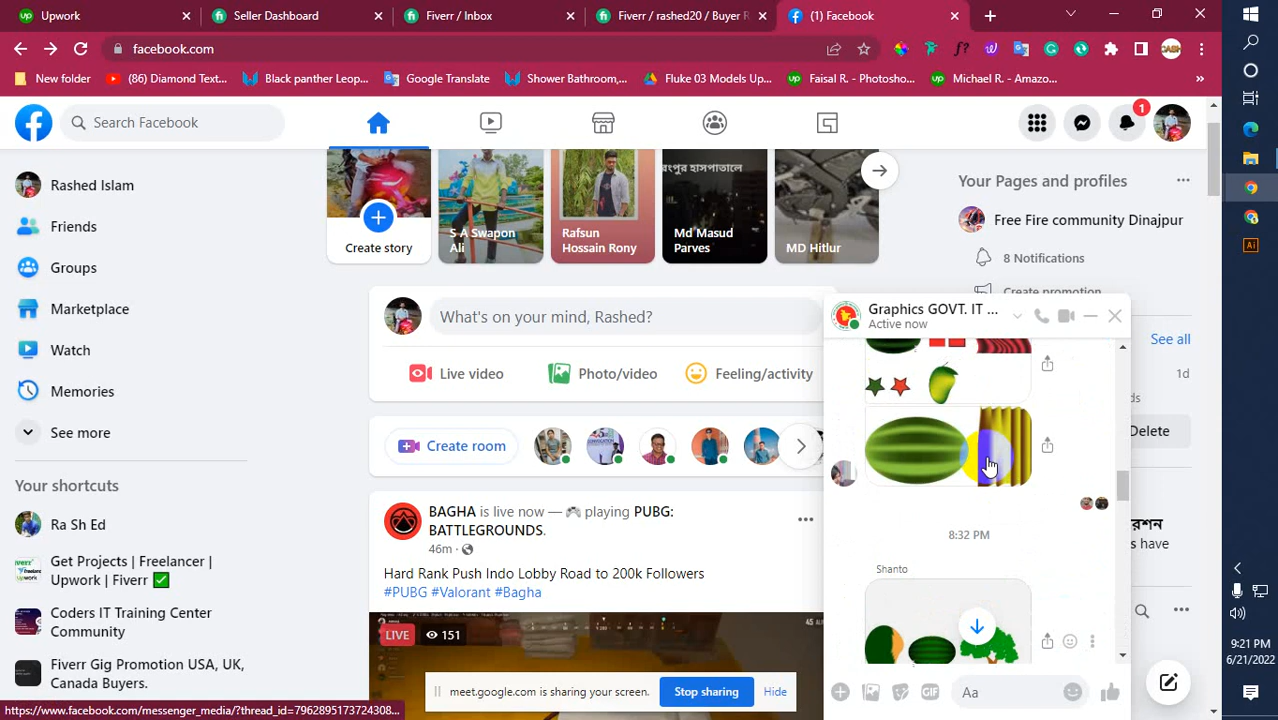 Upwork
Seller Dashboard
Fiverr / Inbox
Fiverr / rashed20 / Buyer R
(1) Facebook
facebook.com
New folder
(86) Diamond Text...
Black panther Leop...
Google Translate
Shower Bathroom,...
Fluke 03 Models Up...
Faisal R. - Photosho...
Michael R. - Amazo...
»
Search Facebook
1
Rashed Islam
Friends
Groups
Marketplace
Watch
Memories
See more
Your shortcuts
Ra Sh Ed
Get Projects | Freelancer |
Upwork | Fiverr ✅
Coders IT Training Center
Community
Fiverr Gig Promotion USA, UK,
Canada Buyers.
https://www.facebook.com/messenger_media/?thread_id=7962895173724308...
Create story
S A Swapon
Ali
Rafsun
Hossain Rony
রংপুর হাসপাতালে
Md Masud
Parves
MD Hitlur
What's on your mind, Rashed?
Live video
Photo/video
Feeling/activity
Create room
BAGHA is live now — 🎮 playing PUBG:
BATTLEGROUNDS.
46m ·
Hard Rank Push Indo Lobby Road to 200k Followers
#PUBG #Valorant #Bagha
LIVE
151
meet.google.com is sharing your screen.
Stop sharing
Hide
Your Pages and profiles
Free Fire community Dinajpur
8 Notifications
Create promotion
See all
1d
Delete
Graphics GOVT. IT ...
Active now
8:32 PM
Shanto
GIF
Aa
Ai
9:21 PM
6/21/2022